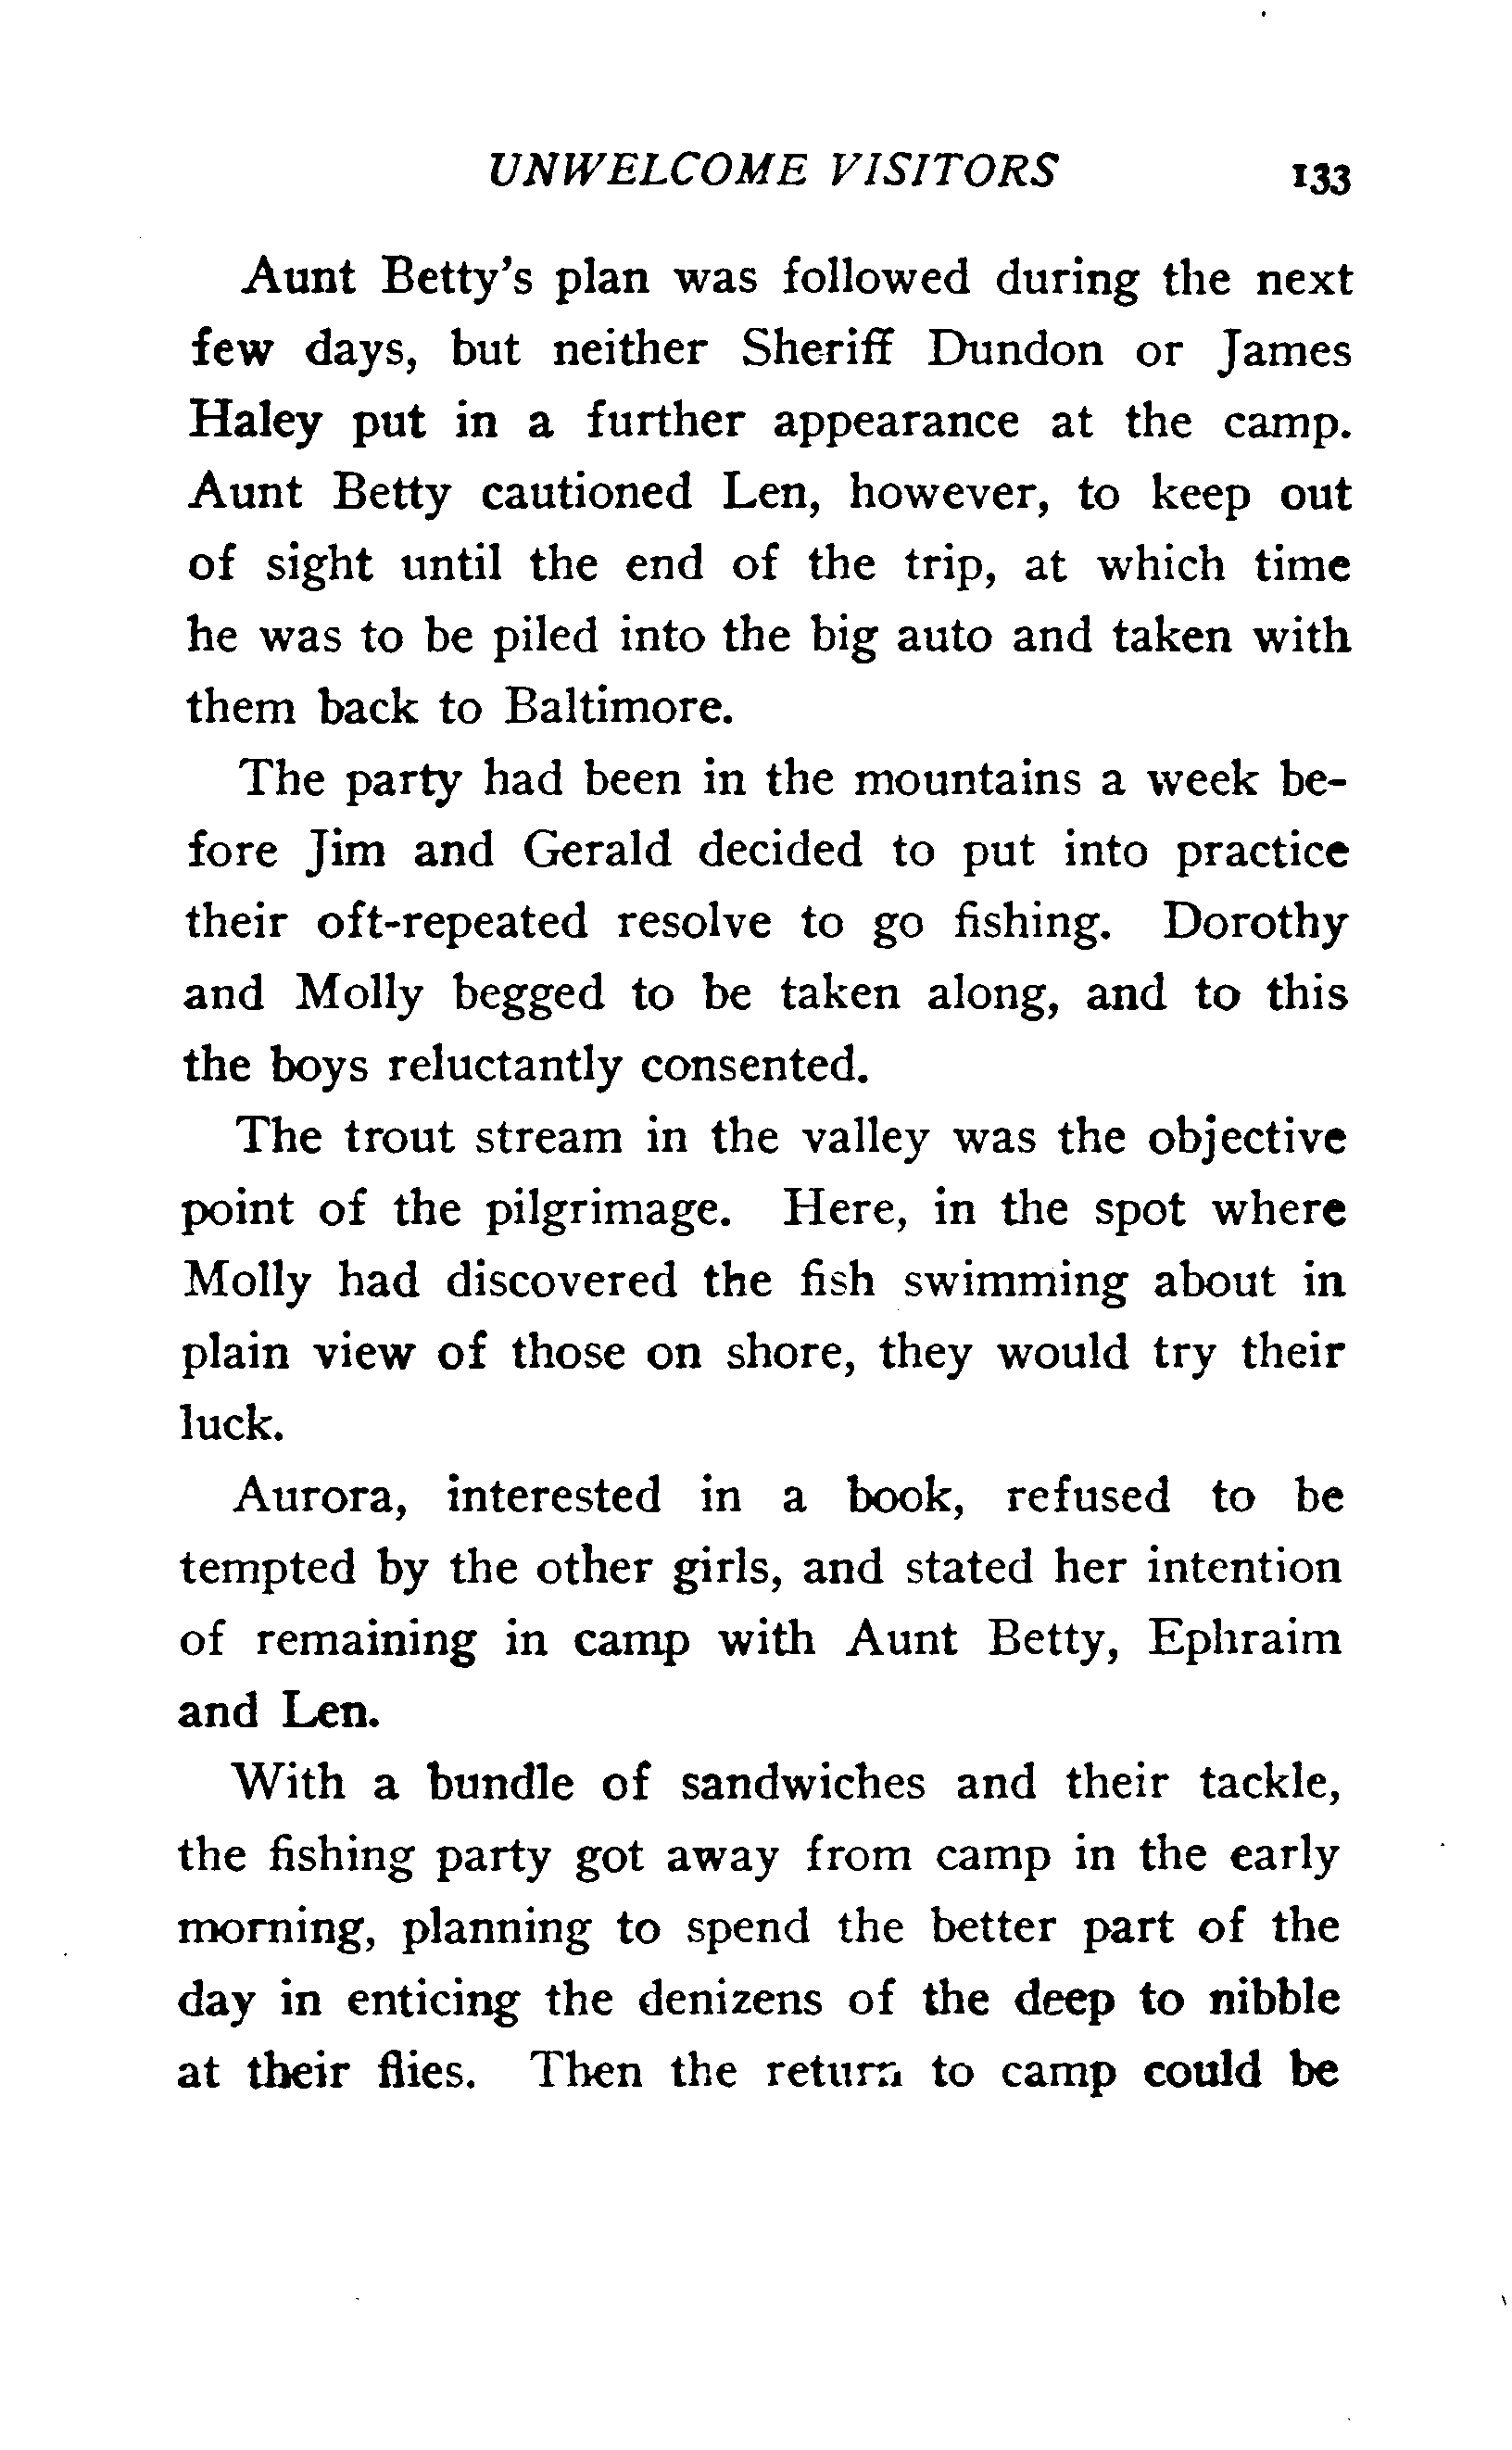 UNWELCOME VISITORS 133
Aunt Betty's plan was followed during the next
few days, but neither Sheriff Dundon or James
Haley put in a further appearance at the camp.
Aunt Betty cautioned Len, however, to keep out
of sight until the end of the trip, at which time
he was to be piled into the big auto and taken with
them back to Baltimore.
The party had been in the mountains a week be-
fore Jim and Gerald decided to put into practice
their oft-repeated resolve to go fishing. Dorothy
and Molly begged to be taken along, and to this
the boys reluctantly consented.
The trout stream in the valley was the objective
point of the pilgrimage. Here, in the spot where
Molly had discovered the fish swimming about in
plain view of those on shore, they would try their
luck.
Aurora, interested in a book, refused to be
tempted by the other girls, and stated her intention
of remaining in camp with Aunt Betty, Ephraim
and Len.
With a bundle of sandwiches and their tackle,
the fishing party got away from camp in the early
morning, planning to spend the better part of the
day in enticing the denizens of the deep to nibble
at their flies. Then the return to camp could be